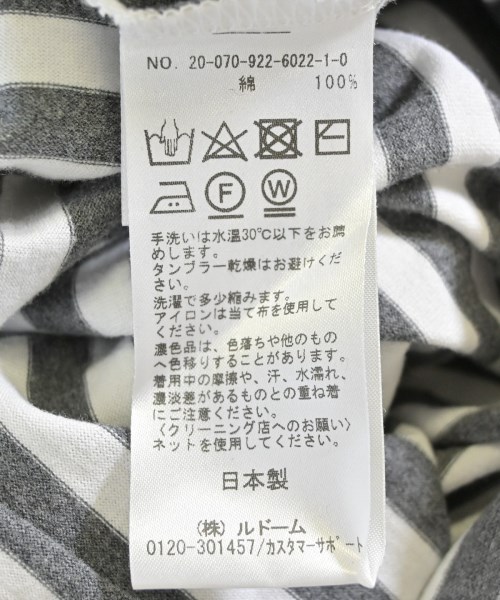 NO. 20-070-922-6022-1-0
綿 100%
F W
手洗いは水温30℃以下をお薦
めします。
タンブラー乾燥はお避けくだ
さい。
洗濯で多少縮みます。
アイロンは当て布を使用して
ください。
濃色品は、色落ちや他のもの
へ色移りすることがあります。
着用中の摩擦や、汗、水濡れ、
濃淡差があるものとの重ね着
にご注意ください。
〈クリーニング店へのお願い〉
ネットを使用してください。
日本製
(株) ルドーム
0120-301457/カスタマーサポート